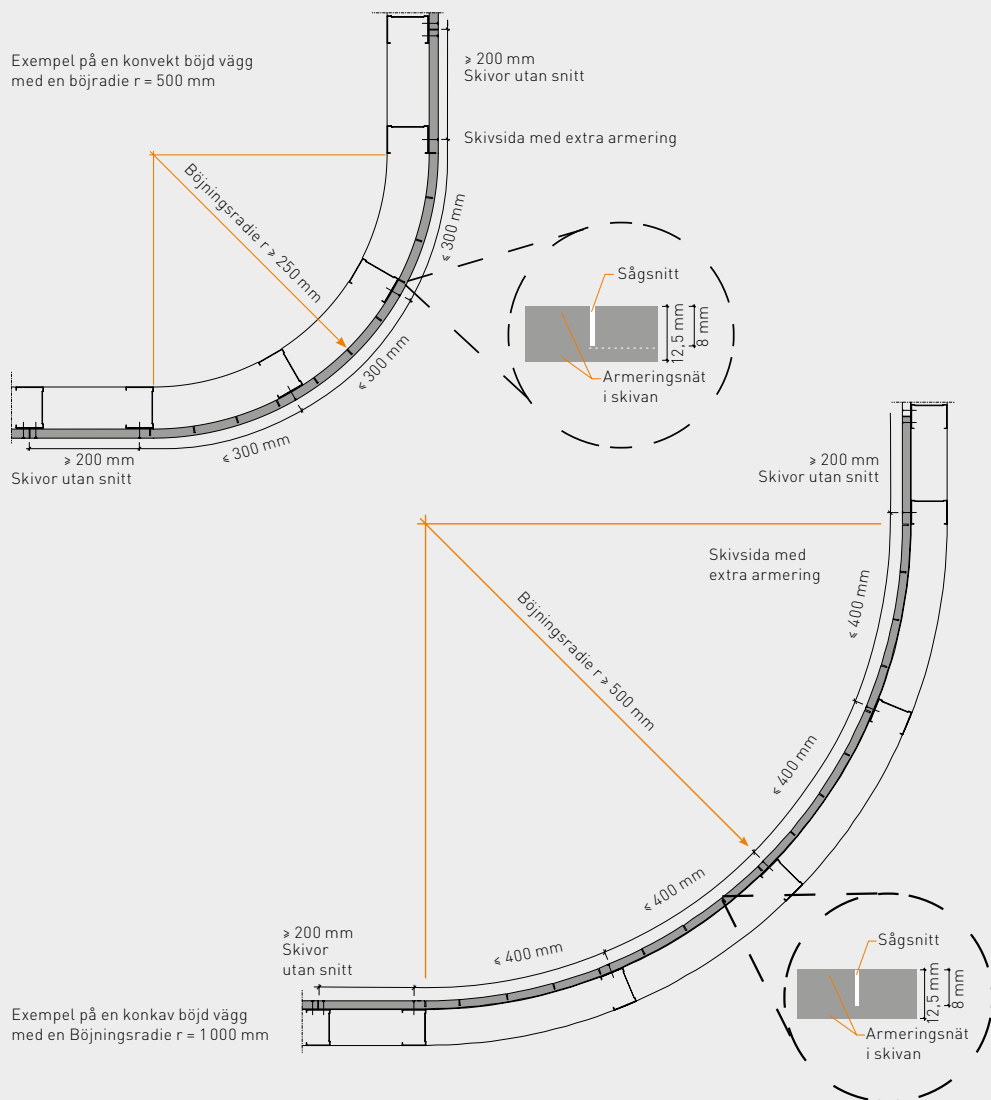 Exempel på en konvekt böjd vägg
med en böjradie r = 500 mm
≥ 200 mm
Skivor utan snitt
Skivsida med extra armering
Böjningsradie r ≥ 250 mm
≤ 300 mm
≤ 300 mm
≤ 300 mm
≥ 200 mm
Skivor utan snitt
Sågsnitt
12,5 mm
8 mm
Armeringsnät
i skivan
≥ 200 mm
Skivor utan snitt
Skivsida med
extra armering
Böjningsradie r ≥ 500 mm
≤ 400 mm
≤ 400 mm
≤ 400 mm
≤ 400 mm
≥ 200 mm
Skivor
utan snitt
Exempel på en konkav böjd vägg
med en Böjningsradie r = 1000 mm
Sågsnitt
12,5 mm
8 mm
Armeringsnät
i skivan